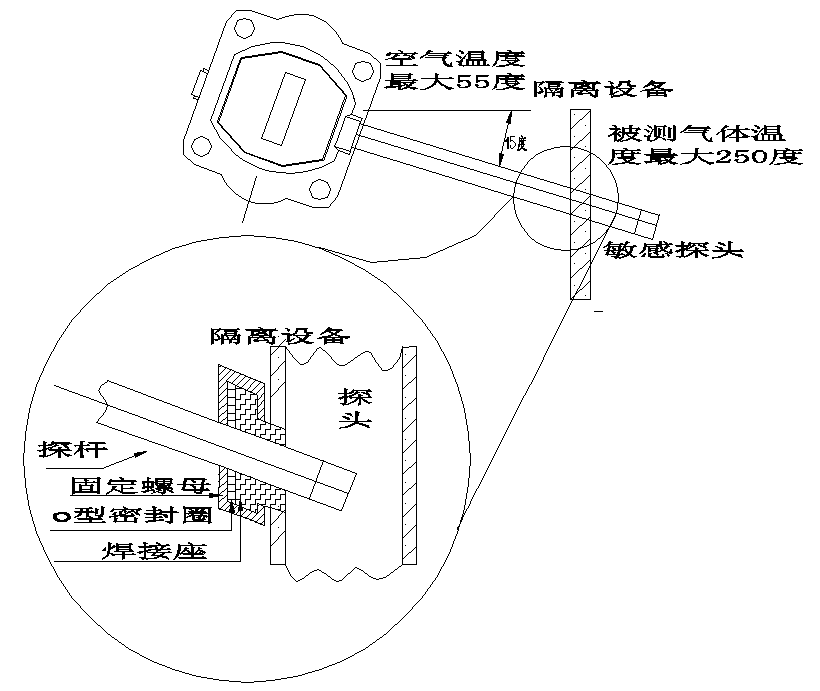 空气温度
最大55度
隔离设备
15度
被测气体温
度最大250度
敏感探头
隔离设备
探
头
探杆
固定螺母
O型密封圈
焊接座